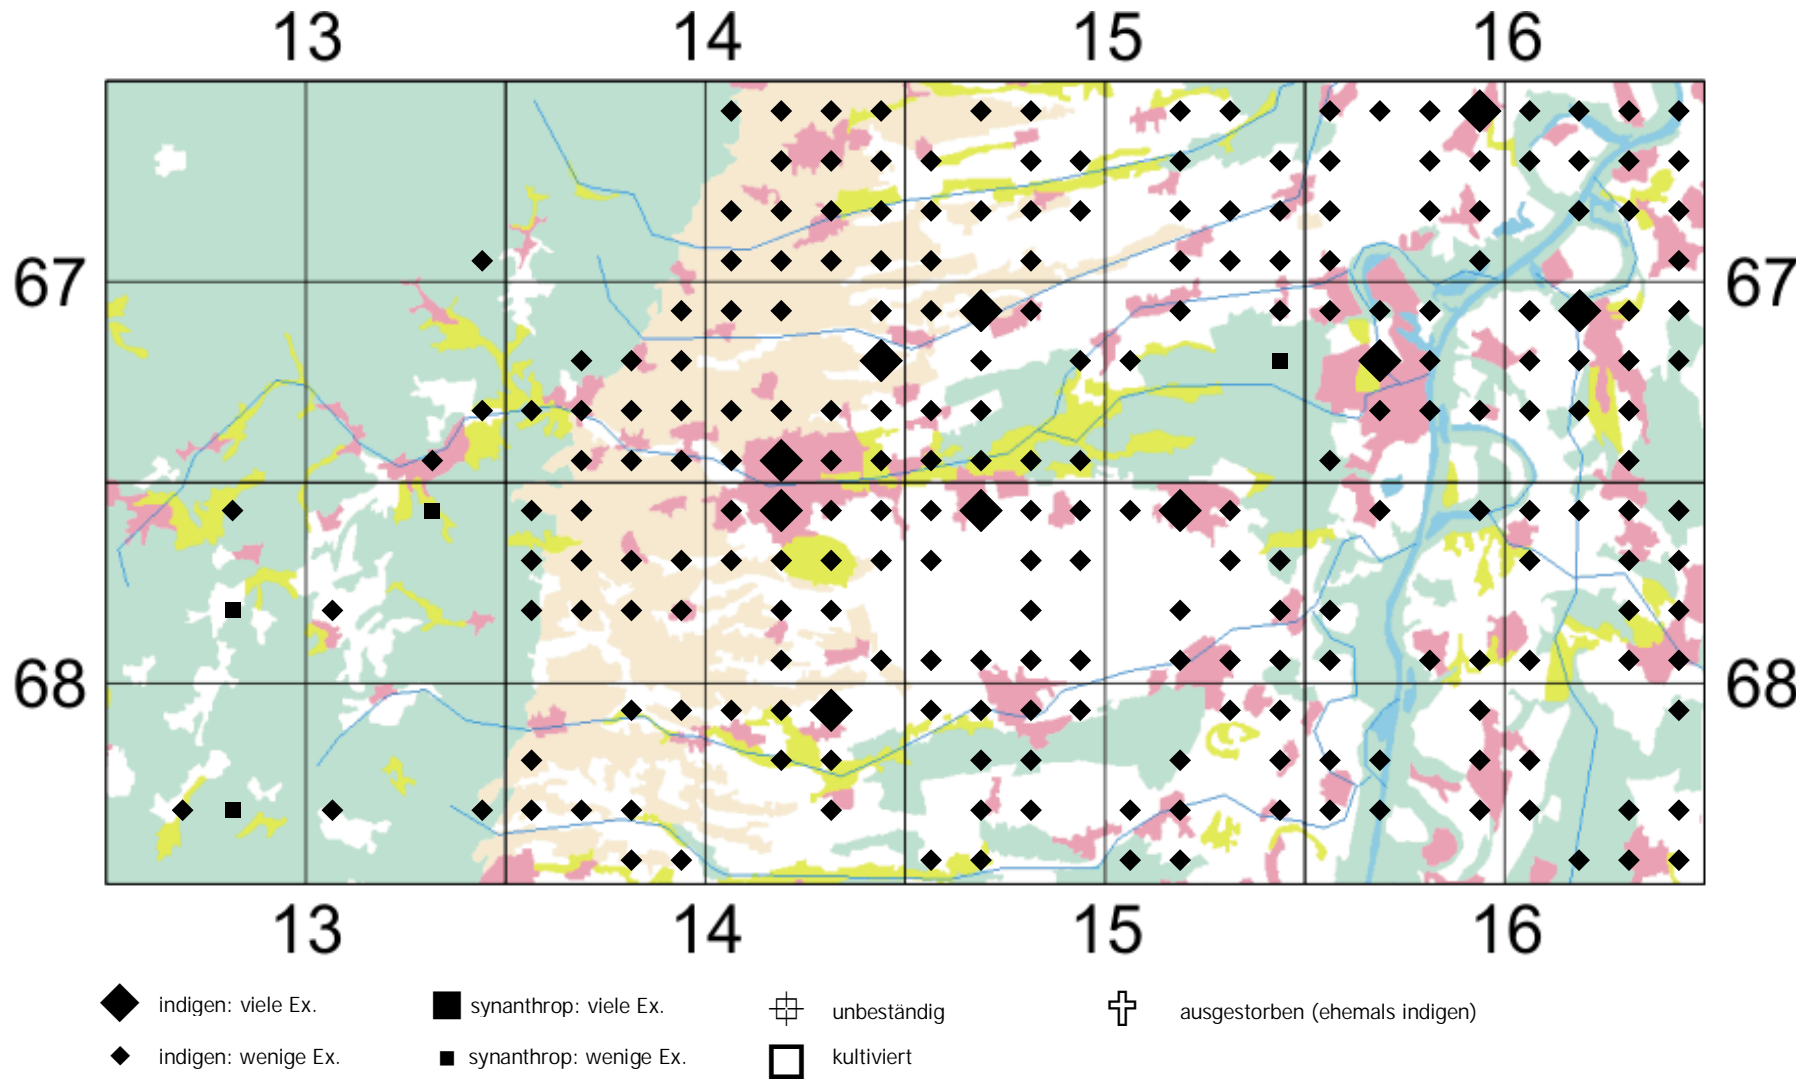 13 14 15 16
67 67
68 68
13 14 15 16
indigen: viele Ex. synanthrop: viele Ex. unbeständig ausgestorben (ehemals indigen)
indigen: wenige Ex. synanthrop: wenige Ex. kultiviert